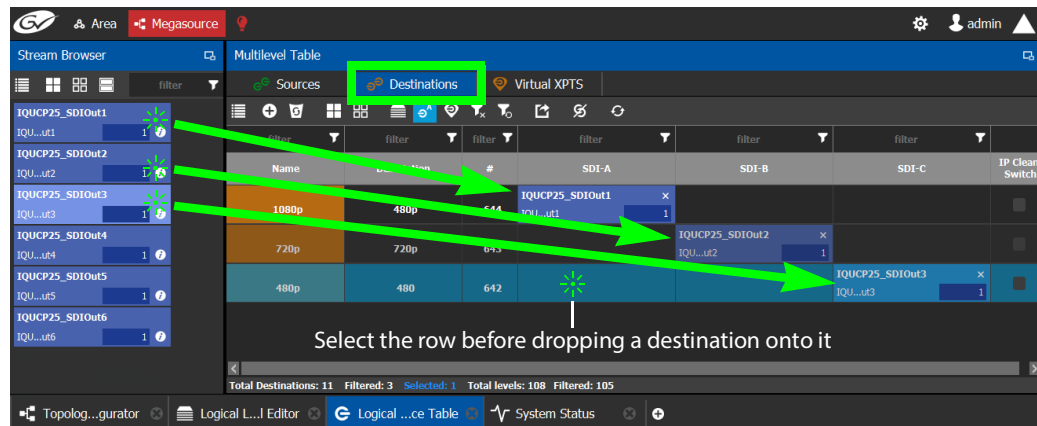 GV Area Megasource admin
Stream Browser
Multilevel Table
Sources Destinations Virtual XPTS
filter
IQUCP25_SDIOut1
IQU...ut1 1
IQUCP25_SDIOut2
IQU...ut2 1
IQUCP25_SDIOut3
IQU...ut3 1
IQUCP25_SDIOut4
IQU...ut4 1
IQUCP25_SDIOut5
IQU...ut5 1
IQUCP25_SDIOut6
IQU...ut6 1
filter filter filter filter filter filter
Name # SDI-A SDI-B SDI-C IP Clean
Switch
1080p 480p 644 IQUCP25_SDIOut1 ×
IQU...ut1 1
720p 720p 643 IQUCP25_SDIOut2 ×
IQU...ut2 1
480p 480 642 IQUCP25_SDIOut3 ×
IQU...ut3 1
Select the row before dropping a destination onto it
Total Destinations: 11 Filtered: 3 Selected: 1 Total levels: 108 Filtered: 105
Topolog...gurator Logical L...l Editor Logical ...ce Table System Status